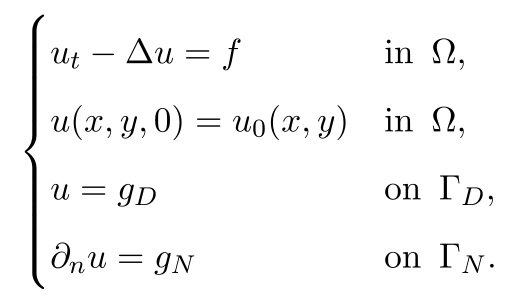 u_t − Δu = f in Ω,
u(x, y, 0) = u_0(x, y) in Ω,
u = g_D on Γ_D,
∂_n u = g_N on Γ_N.